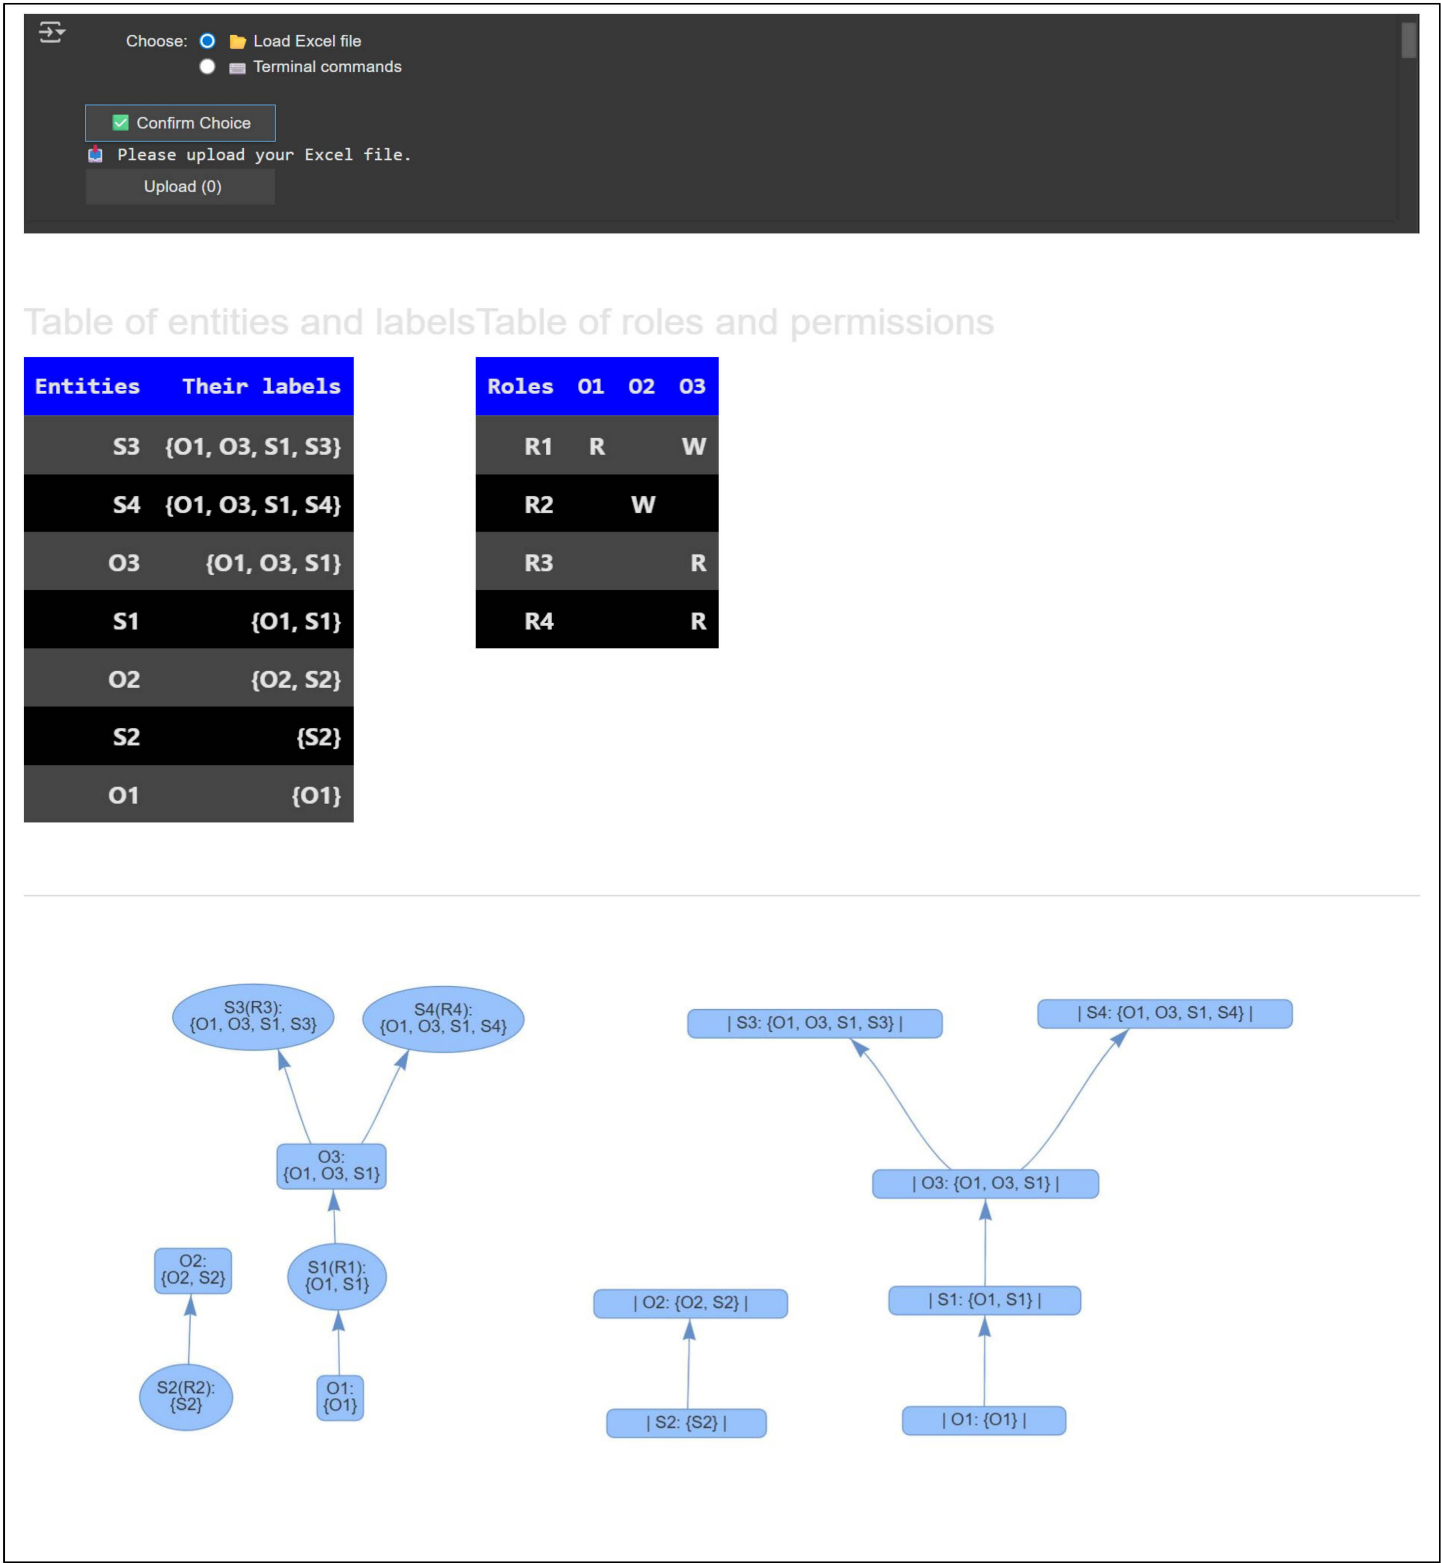 Choose: Load Excel file
Terminal commands
Confirm Choice
Please upload your Excel file.
Upload (0)
Table of entities and labels
Entities Their labels
S3 {O1, O3, S1, S3}
S4 {O1, O3, S1, S4}
O3 {O1, O3, S1}
S1 {O1, S1}
O2 {O2, S2}
S2 {S2}
O1 {O1}
Table of roles and permissions
Roles O1 O2 O3
R1 R W
R2 W
R3 R
R4 R
S3(R3):
{O1, O3, S1, S3}
S4(R4):
{O1, O3, S1, S4}
O3:
{O1, O3, S1}
O2:
{O2, S2}
S1(R1):
{O1, S1}
S2(R2):
{S2}
O1:
{O1}
| S3: {O1, O3, S1, S3} |
| S4: {O1, O3, S1, S4} |
| O3: {O1, O3, S1} |
| O2: {O2, S2} |
| S1: {O1, S1} |
| S2: {S2} |
| O1: {O1} |